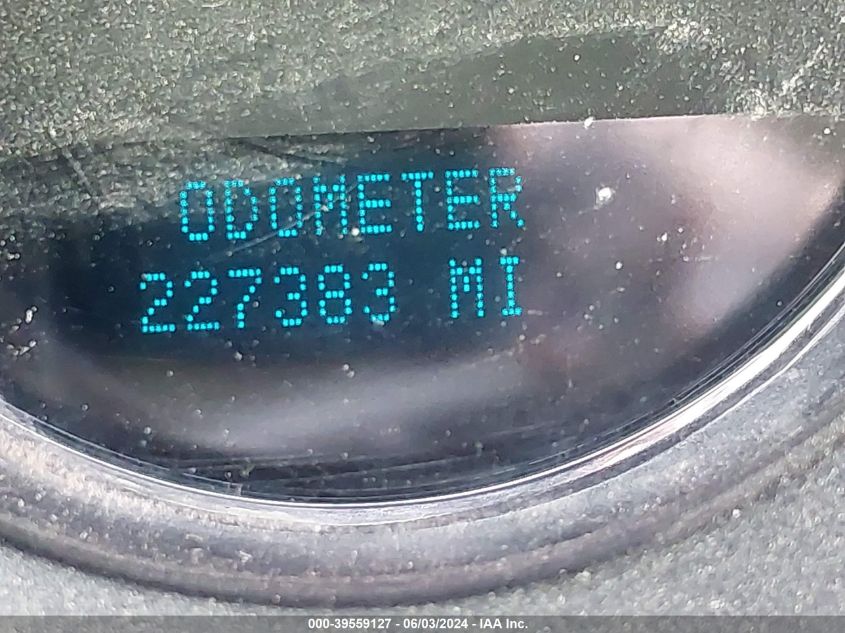 ODOMETER
227383 MI
000-39559127 - 06/03/2024 - IAA Inc.